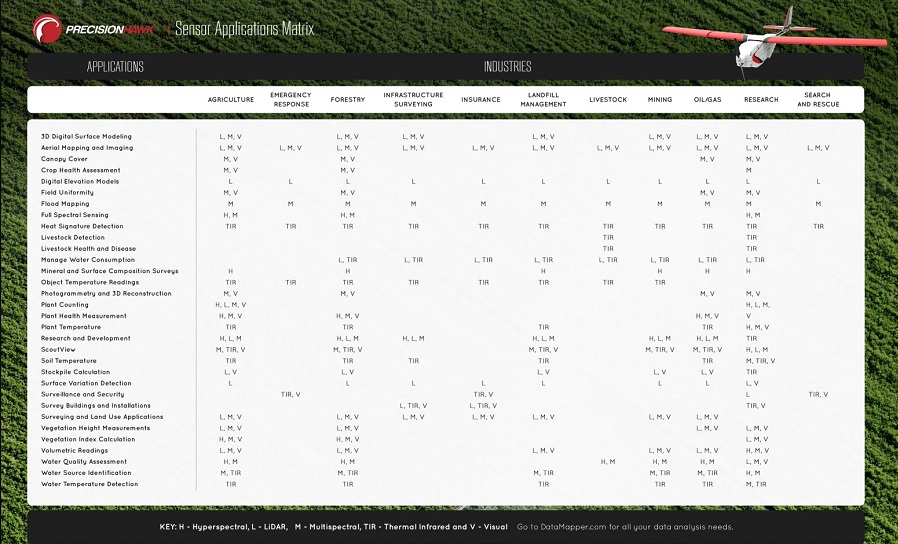 PRECISIONHAWK | Sensor Applications Matrix
APPLICATIONS INDUSTRIES
AGRICULTURE EMERGENCY RESPONSE FORESTRY INFRASTRUCTURE SURVEYING INSURANCE LANDFILL MANAGEMENT LIVESTOCK MINING OIL/GAS RESEARCH SEARCH AND RESCUE
3D Digital Surface Modeling L, M, V L, M, V L, M, V L, M, V L, M, V L, M, V L, M, V
Aerial Mapping and Imaging L, M, V L, M, V L, M, V L, M, V L, M, V L, M, V L, M, V L, M, V L, M, V L, M, V L, M, V
Canopy Cover M, V M, V M, V M, V
Crop Health Assessment M, V M, V M
Digital Elevation Models L L L L L L L L L L L
Field Uniformity M, V M, V M, V M, V
Flood Mapping M M M M M M M M M M M
Full Spectral Sensing H, M H, M H, M
Heat Signature Detection TIR TIR TIR TIR TIR TIR TIR TIR TIR TIR TIR
Livestock Detection TIR TIR
Livestock Health and Disease TIR TIR
Manage Water Consumption L, TIR L, TIR L, TIR L, TIR L, TIR L, TIR L, TIR L, TIR
Mineral and Surface Composition Surveys H H H H H H
Object Temperature Readings TIR TIR TIR TIR TIR TIR TIR TIR
Photogrammetry and 3D Reconstruction M, V M, V M, V M, V
Plant Counting H, L, M, V H, L, M,
Plant Health Measurement H, M, V H, M, V H, M, V V
Plant Temperature TIR TIR TIR TIR H, M, V
Research and Development H, L, M H, L, M H, L, M H, L, M H, L, M H, L, M TIR
ScoutView M, TIR, V M, TIR, V M, TIR, V M, TIR, V M, TIR, V H, L, M
Soil Temperature TIR TIR TIR TIR TIR M, TIR, V
Stockpile Calculation L, V L, V L, V L, V L, V TIR
Surface Variation Detection L L L L L L L L, V
Surveillance and Security TIR, V TIR, V L TIR, V
Survey Buildings and Installations L, TIR, V L, TIR, V TIR, V
Surveying and Land Use Applications L, M, V L, M, V L, M, V L, M, V L, M, V L, M, V L, M, V
Vegetation Height Measurements L, M, V L, M, V L, M, V L, M, V
Vegetation Index Calculation H, M, V H, M, V L, M, V
Volumetric Readings L, M, V L, M, V L, M, V L, M, V L, M, V H, M, V
Water Quality Assessment H, M H, M H, M H, M H, M L, M, V
Water Source Identification M, TIR M, TIR M, TIR M, TIR M, TIR H, M
Water Temperature Detection TIR TIR TIR TIR TIR M, TIR
KEY: H - Hyperspectral, L - LiDAR, M - Multispectral, TIR - Thermal Infrared and V - Visual Go to DataMapper.com for all your data analysis needs.